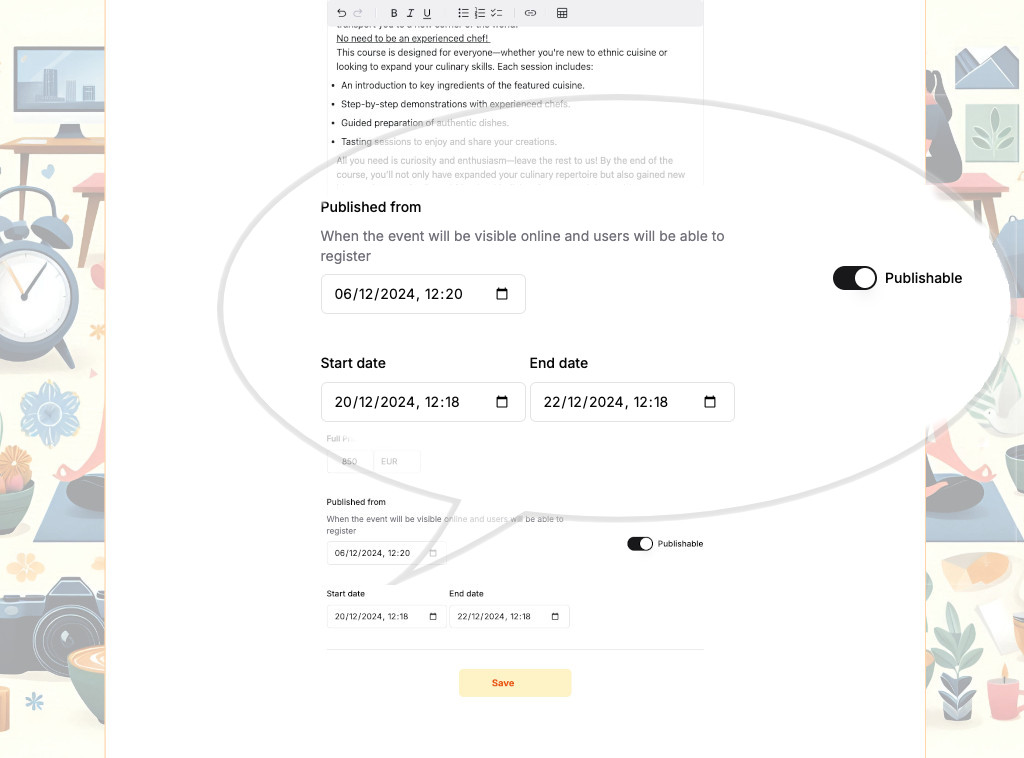 No need to be an experienced chef!
This course is designed for everyone—whether you're new to ethnic cuisine or
looking to expand your culinary skills. Each session includes:
• An introduction to key ingredients of the featured cuisine.
• Step-by-step demonstrations with experienced chefs.
• Guided preparation of authentic dishes.
• Tasting sessions to enjoy and share your creations.
All you need is curiosity and enthusiasm—leave the rest to us! By the end of the
course, you'll not only have expanded your culinary repertoire but also gained new
Published from
When the event will be visible online and users will be able to
register
06/12/2024, 12:20
Publishable
Start date End date
20/12/2024, 12:18 22/12/2024, 12:18
Full
850 EUR
Published from
When the event will be visible online and users will be able to
register
06/12/2024, 12:20
Publishable
Start date End date
20/12/2024, 12:18 22/12/2024, 12:18
Save